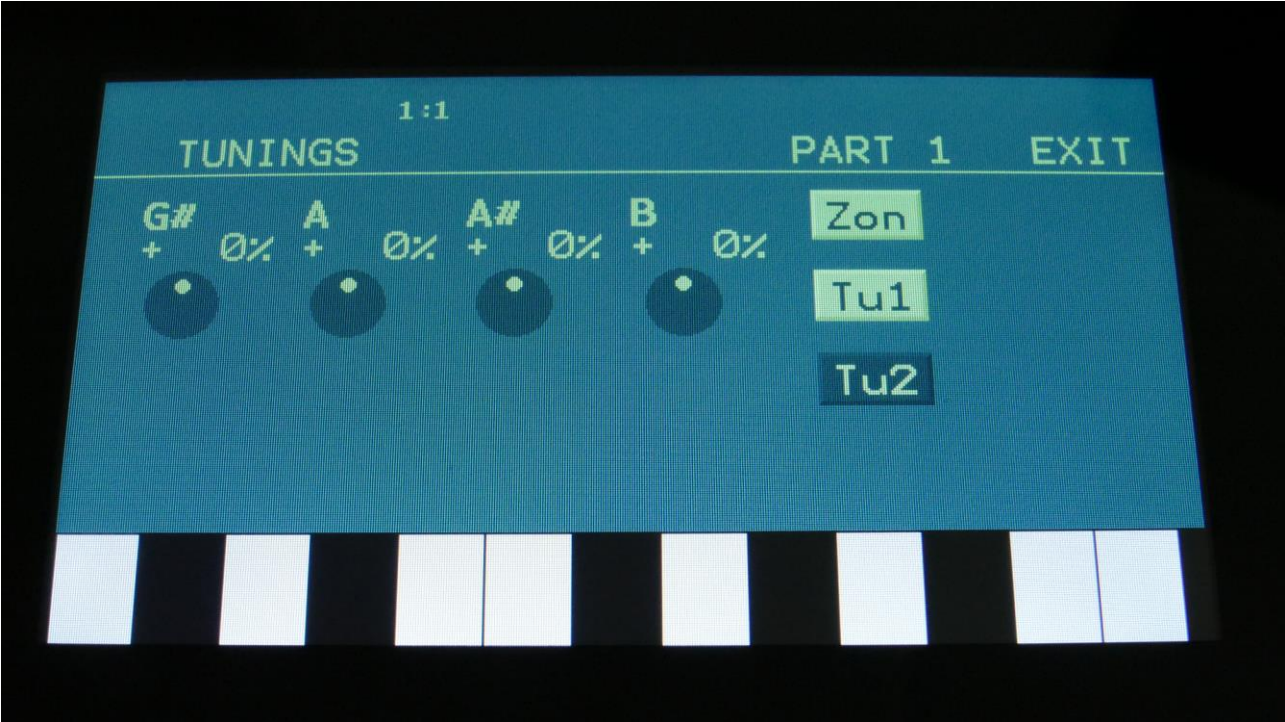 1:1
TUNINGS PART 1 EXIT
G# A A# B Zon
+ 0% + 0% + 0% + 0%
Tu1
Tu2